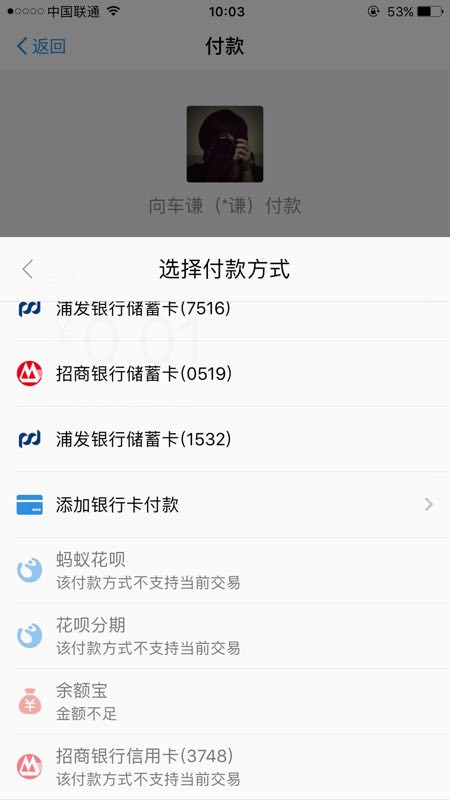 中国联通
10:03
53%
返回
付款
向车谦（*谦）付款
选择付款方式
浦发银行储蓄卡(7516)
¥0.01
招商银行储蓄卡(0519)
浦发银行储蓄卡(1532)
添加银行卡付款
蚂蚁花呗
该付款方式不支持当前交易
花呗分期
该付款方式不支持当前交易
余额宝
金额不足
招商银行信用卡(3748)
该付款方式不支持当前交易